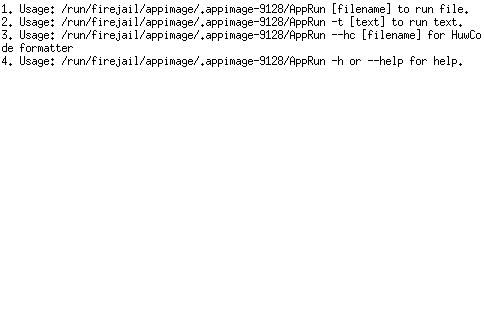 1. Usage: /run/firejail/appimage/.appimage-9128/AppRun [filename] to run file.
2. Usage: /run/firejail/appimage/.appimage-9128/AppRun -t [text] to run text.
3. Usage: /run/firejail/appimage/.appimage-9128/AppRun --hc [filename] for HuwCo
de formatter
4. Usage: /run/firejail/appimage/.appimage-9128/AppRun -h or --help for help.